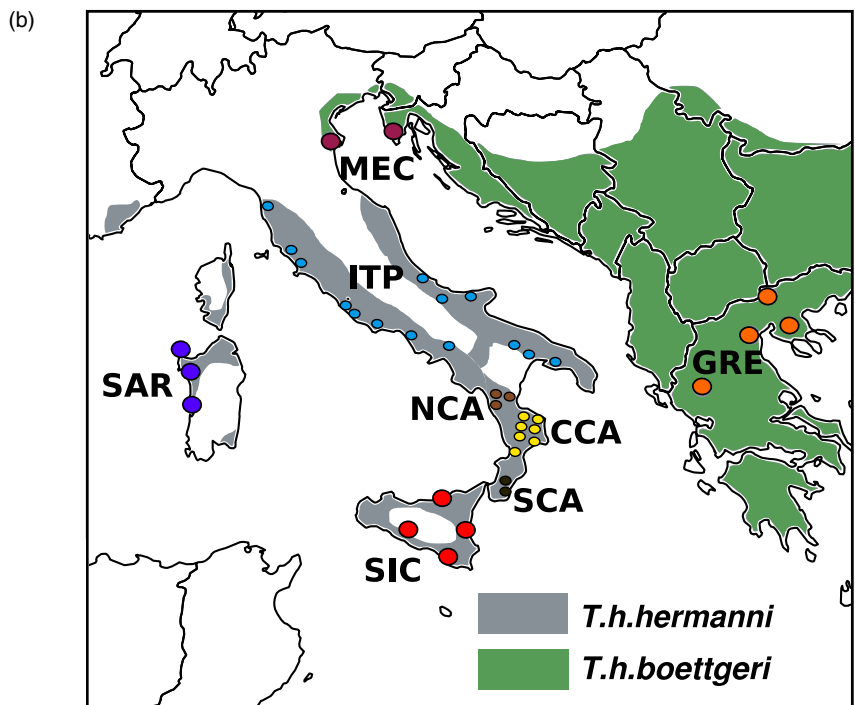 (b)
MEC
ITP
SAR
GRE
NCA
CCA
SCA
SIC
T.h.hermanni
T.h.boettgeri